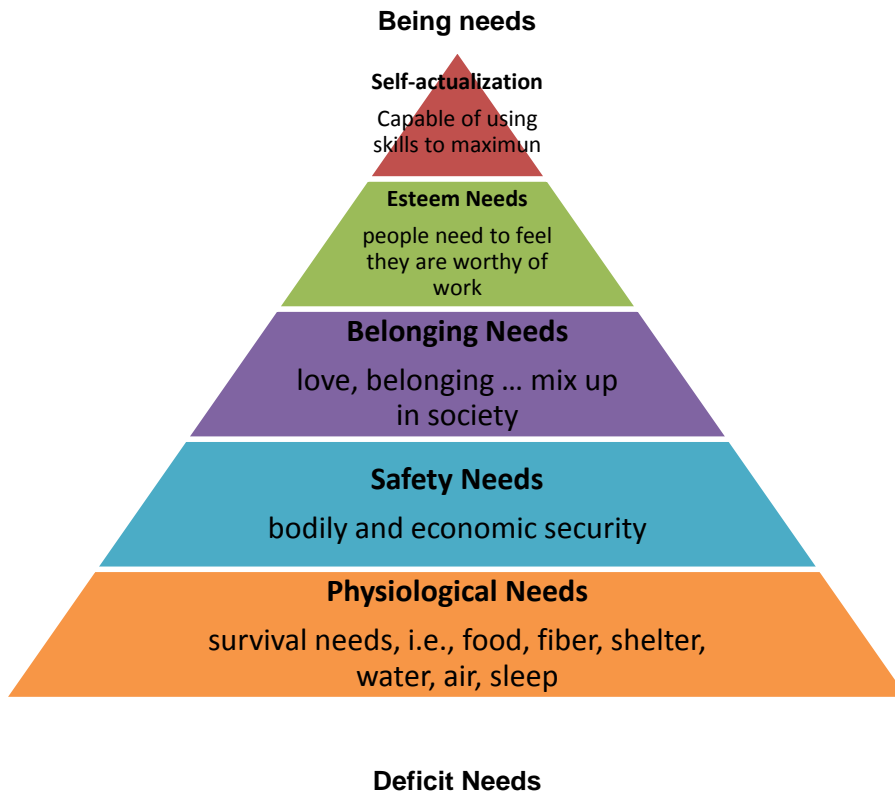 Being needs
Self-actualization
Capable of using
skills to maximun
Esteem Needs
people need to feel
they are worthy of
work
Belonging Needs
love, belonging … mix up
in society
Safety Needs
bodily and economic security
Physiological Needs
survival needs, i.e., food, fiber, shelter,
water, air, sleep
Deficit Needs